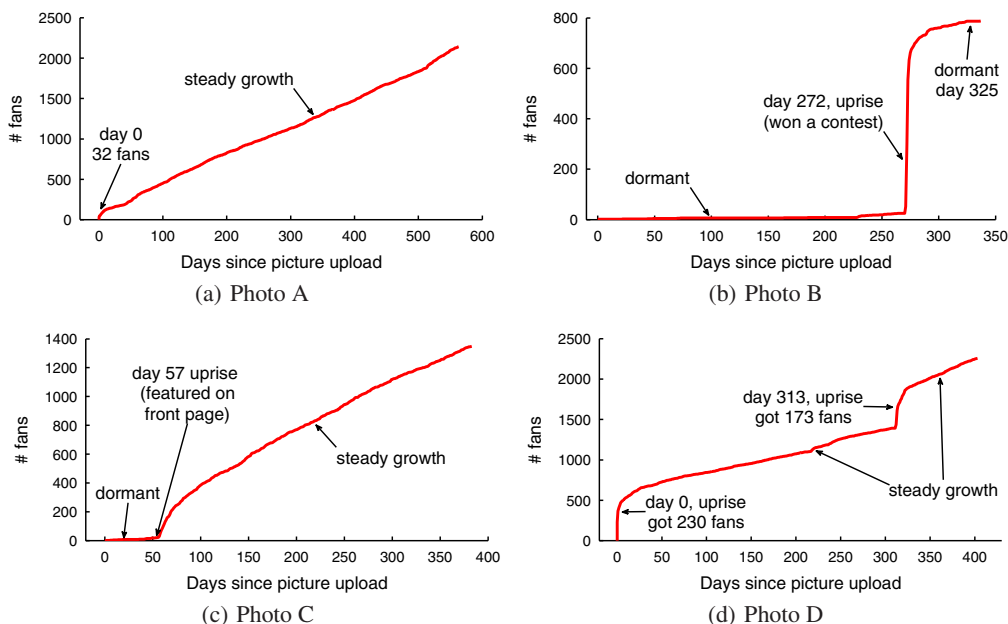 2500
2000
1500
1000
500
0
# fans
day 0
32 fans
steady growth
0 100 200 300 400 500 600
Days since picture upload
(a) Photo A
800
600
400
200
0
# fans
dormant
day 272, uprise
(won a contest)
dormant
day 325
0 50 100 150 200 250 300 350
Days since picture upload
(b) Photo B
1400
1200
1000
800
600
400
200
0
# fans
day 57 uprise
(featured on
front page)
dormant
steady growth
0 50 100 150 200 250 300 350 400
Days since picture upload
(c) Photo C
2500
2000
1500
1000
500
0
# fans
day 313, uprise
got 173 fans
steady growth
day 0, uprise
got 230 fans
0 50 100 150 200 250 300 350 400
Days since picture upload
(d) Photo D